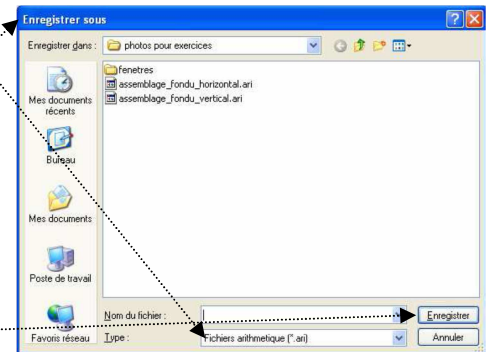 Enregistrer sous
Enregistrer dans : photos pour exercices
fenetres
assemblage_fondu_horizontal.ari
assemblage_fondu_vertical.ari
Mes documents
récents
Bureau
Mes documents
Poste de travail
Favoris réseau
Nom du fichier : Enregistrer
Type : Fichiers arithmetique (*.ari) Annuler